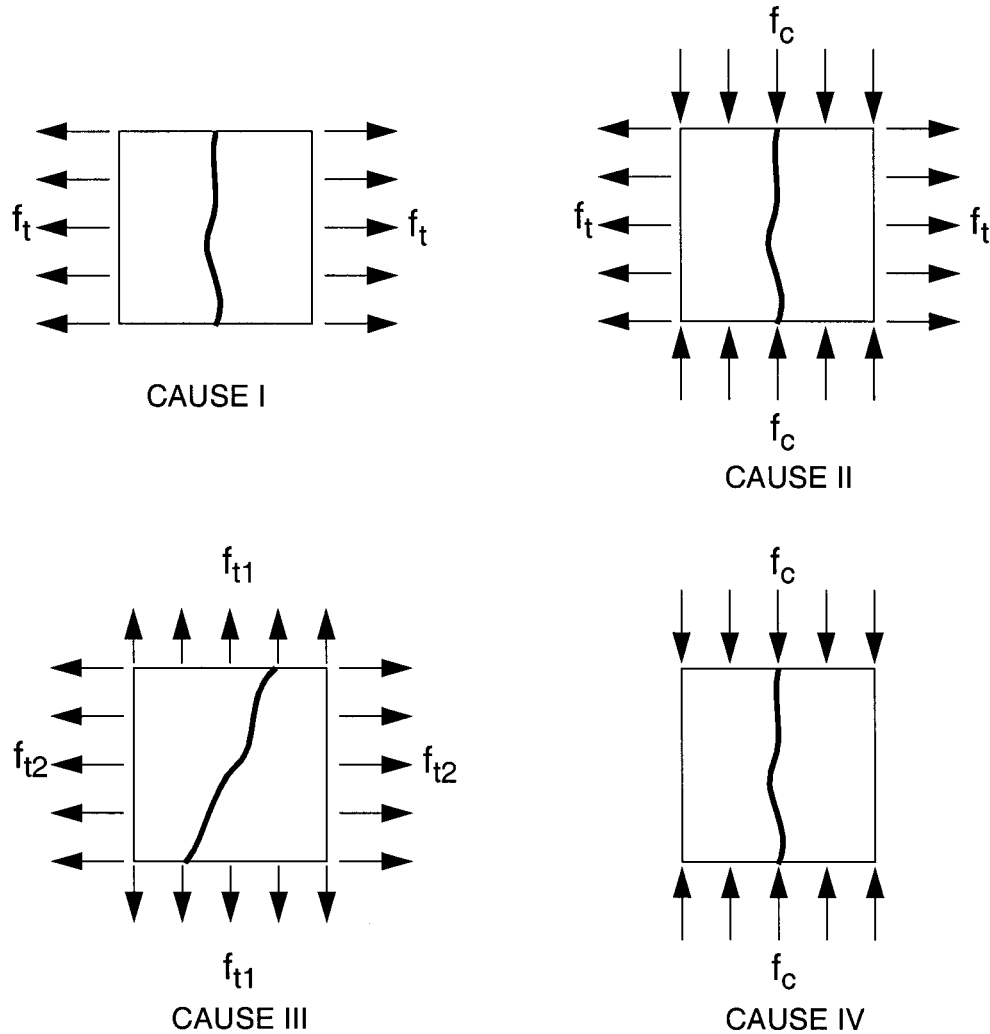 f_t
f_t
CAUSE I
f_c
f_t
f_t
f_c
CAUSE II
f_t1
f_t2
f_t2
f_t1
CAUSE III
f_c
f_c
CAUSE IV